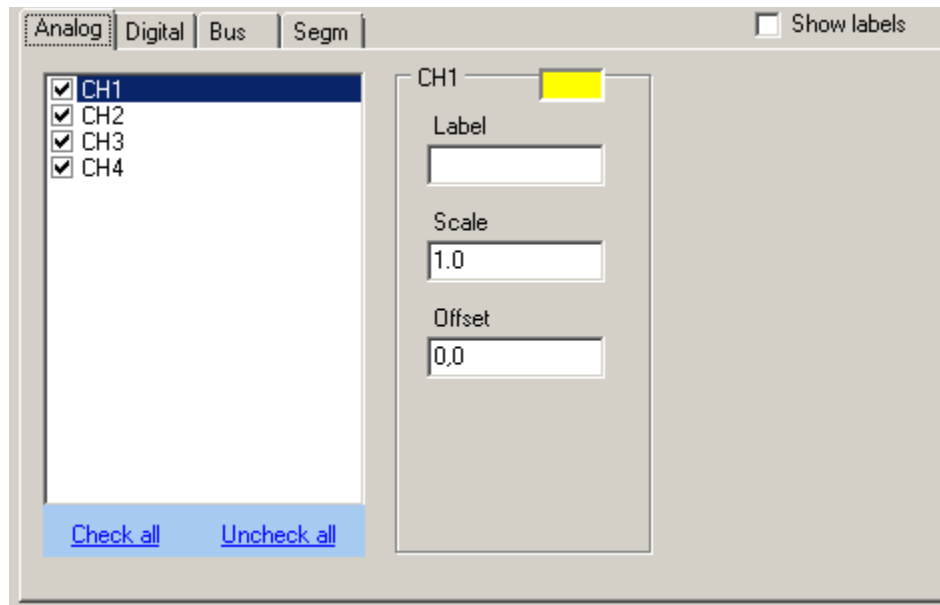 Analog Digital Bus Segm
Show labels
CH1
CH2
CH3
CH4
Check all Uncheck all
CH1
Label
Scale
1.0
Offset
0,0